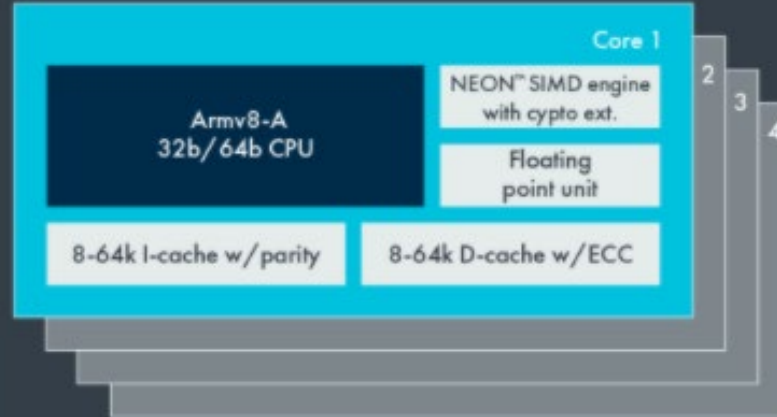 Core 1
2
3
4
Armv8-A
32b/64b CPU
NEON™ SIMD engine
with cypto ext.
Floating
point unit
8-64k I-cache w/parity
8-64k D-cache w/ECC